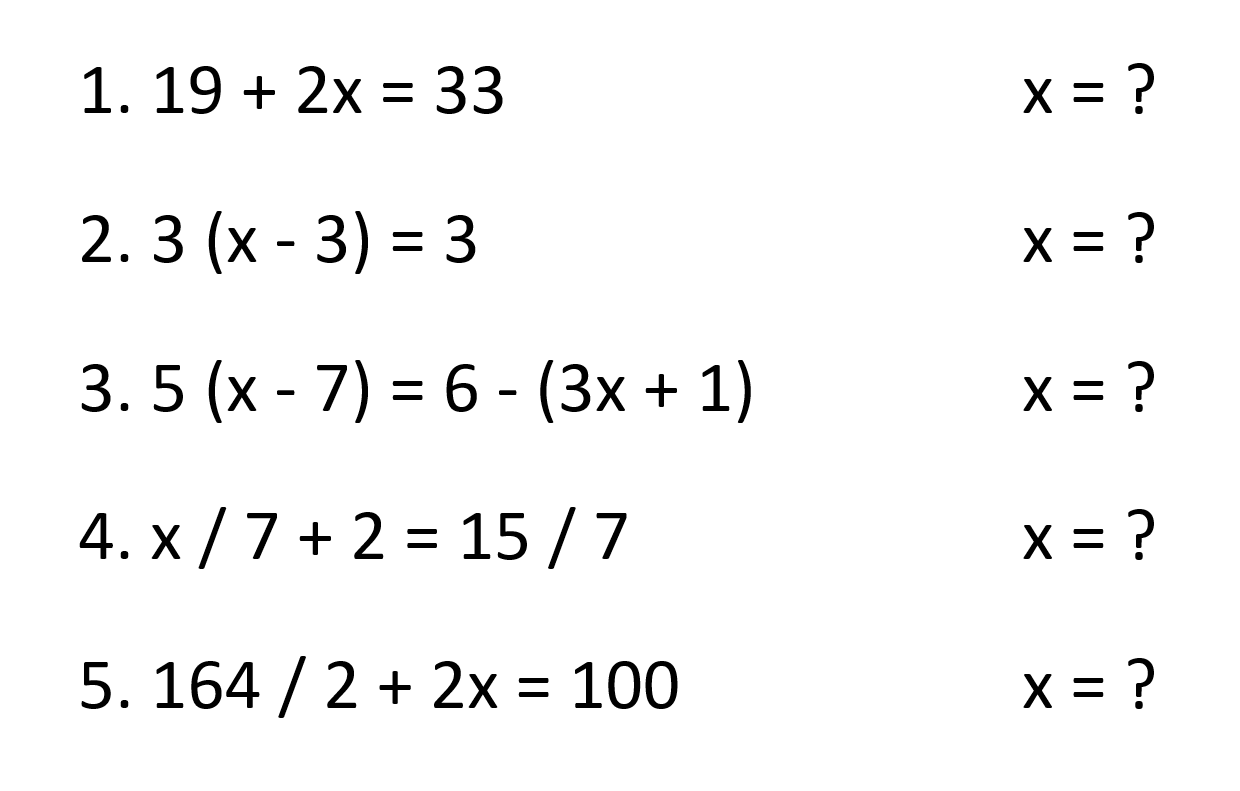 1. 19 + 2x = 33 x = ?
2. 3 (x - 3) = 3 x = ?
3. 5 (x - 7) = 6 - (3x + 1) x = ?
4. x / 7 + 2 = 15 / 7 x = ?
5. 164 / 2 + 2x = 100 x = ?